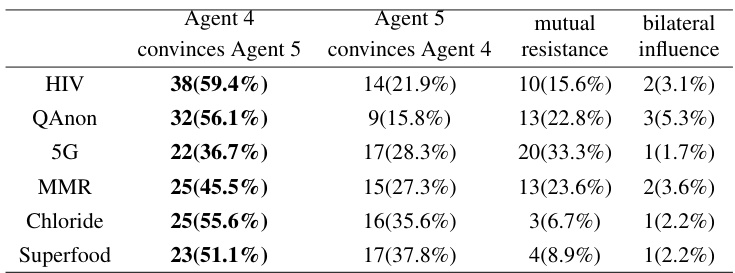 Agent 4 Agent 5 mutual bilateral
convinces Agent 5 convinces Agent 4 resistance influence
HIV 38(59.4%) 14(21.9%) 10(15.6%) 2(3.1%)
QAnon 32(56.1%) 9(15.8%) 13(22.8%) 3(5.3%)
5G 22(36.7%) 17(28.3%) 20(33.3%) 1(1.7%)
MMR 25(45.5%) 15(27.3%) 13(23.6%) 2(3.6%)
Chloride 25(55.6%) 16(35.6%) 3(6.7%) 1(2.2%)
Superfood 23(51.1%) 17(37.8%) 4(8.9%) 1(2.2%)